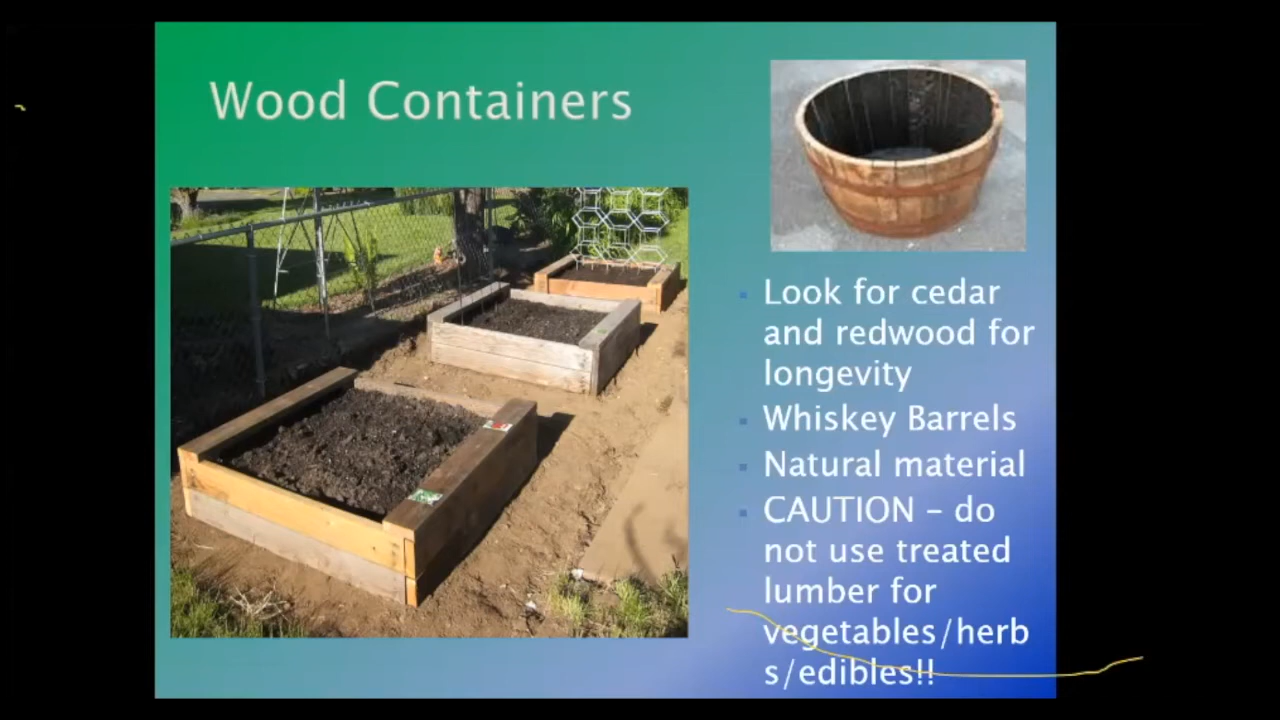 Wood Containers
Look for cedar
and redwood for
longevity
Whiskey Barrels
Natural material
CAUTION – do
not use treated
lumber for
vegetables/herb
s/edibles!!